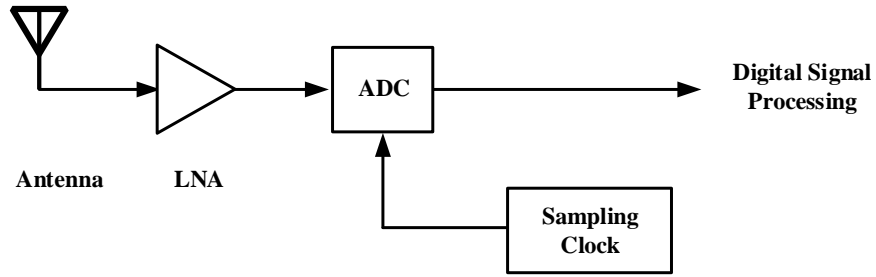 ADC
Digital Signal
Processing
Antenna
LNA
Sampling
Clock